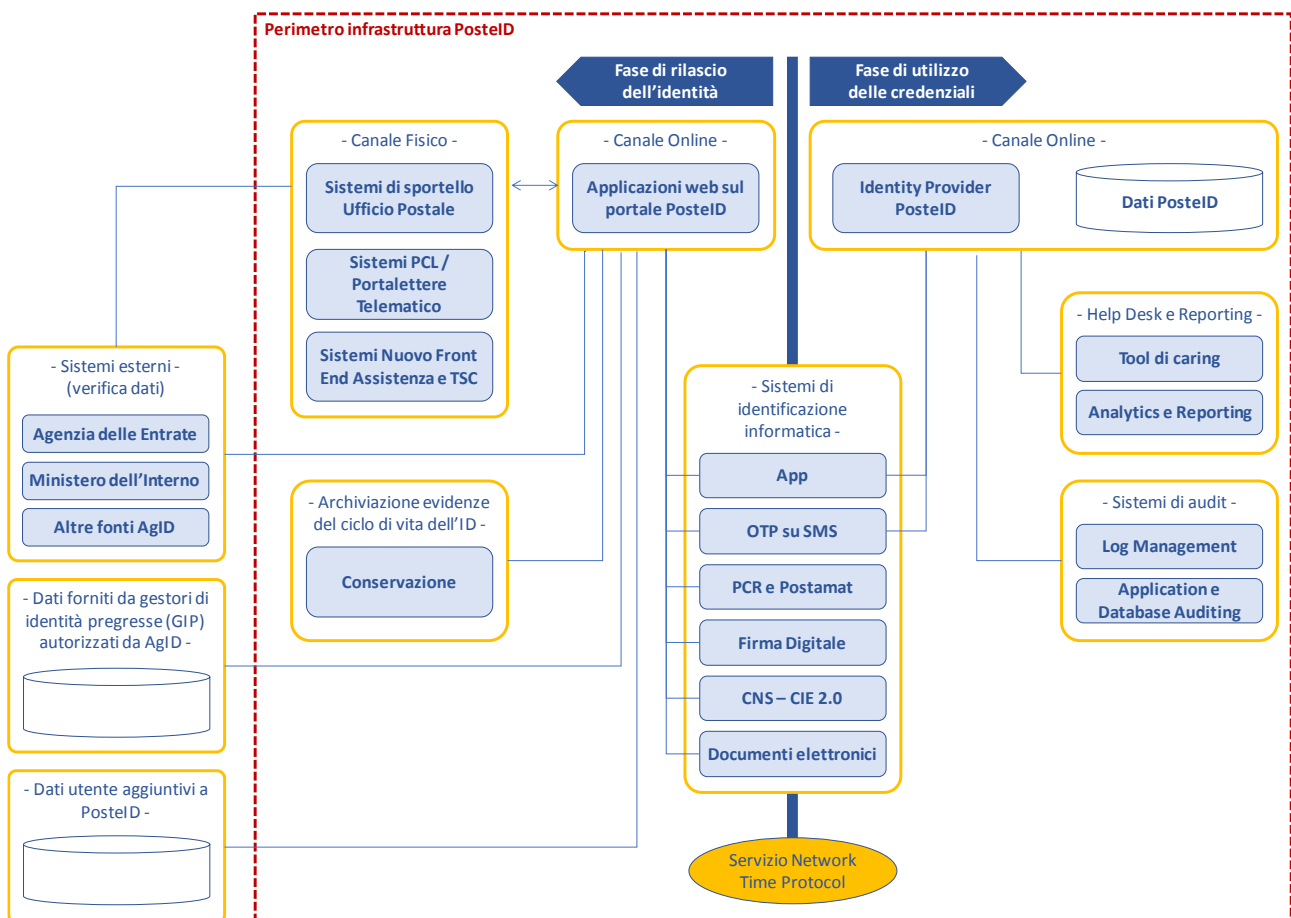 Perimetro infrastruttura PosteID
Fase di rilascio
dell'identità
Fase di utilizzo
delle credenziali
- Canale Fisico -
Sistemi di sportello
Ufficio Postale
Sistemi PCL /
Portalettere
Telematico
Sistemi Nuovo Front
End Assistenza e TSC
- Canale Online -
Applicazioni web sul
portale PosteID
- Canale Online -
Identity Provider
PosteID
Dati PosteID
- Help Desk e Reporting -
Tool di caring
Analytics e Reporting
- Sistemi esterni -
(verifica dati)
Agenzia delle Entrate
Ministero dell'Interno
Altre fonti AgID
- Sistemi di
identificazione
informatica -
App
OTP su SMS
PCR e Postamat
Firma Digitale
CNS – CIE 2.0
Documenti elettronici
- Archiviazione evidenze
del ciclo di vita dell'ID -
Conservazione
- Sistemi di audit -
Log Management
Application e
Database Auditing
- Dati forniti da gestori di
identità pregresse (GIP)
autorizzati da AgID -
- Dati utente aggiuntivi a
PosteID -
Servizio Network
Time Protocol